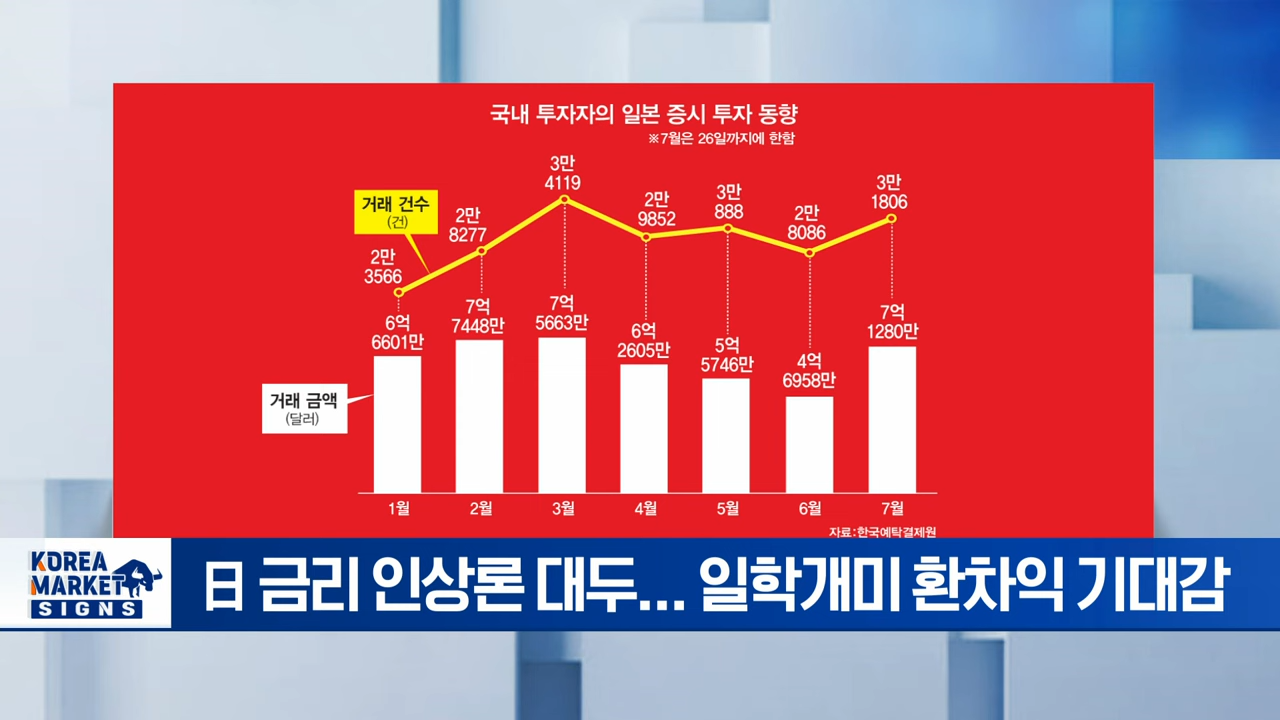 국내 투자자의 일본 증시 투자 동향
※7월은 26일까지에 한함
거래 건수
(건)
2만
3566
2만
8277
3만
4119
2만
9852
3만
888
2만
8086
3만
1806
거래 금액
(달러)
6억
6601만
7억
7448만
7억
5663만
6억
2605만
5억
5746만
4억
6958만
7억
1280만
1월
2월
3월
4월
5월
6월
7월
자료:한국예탁결제원
KOREA
MARKET
SIGNS
日 금리 인상론 대두... 일학개미 환차익 기대감